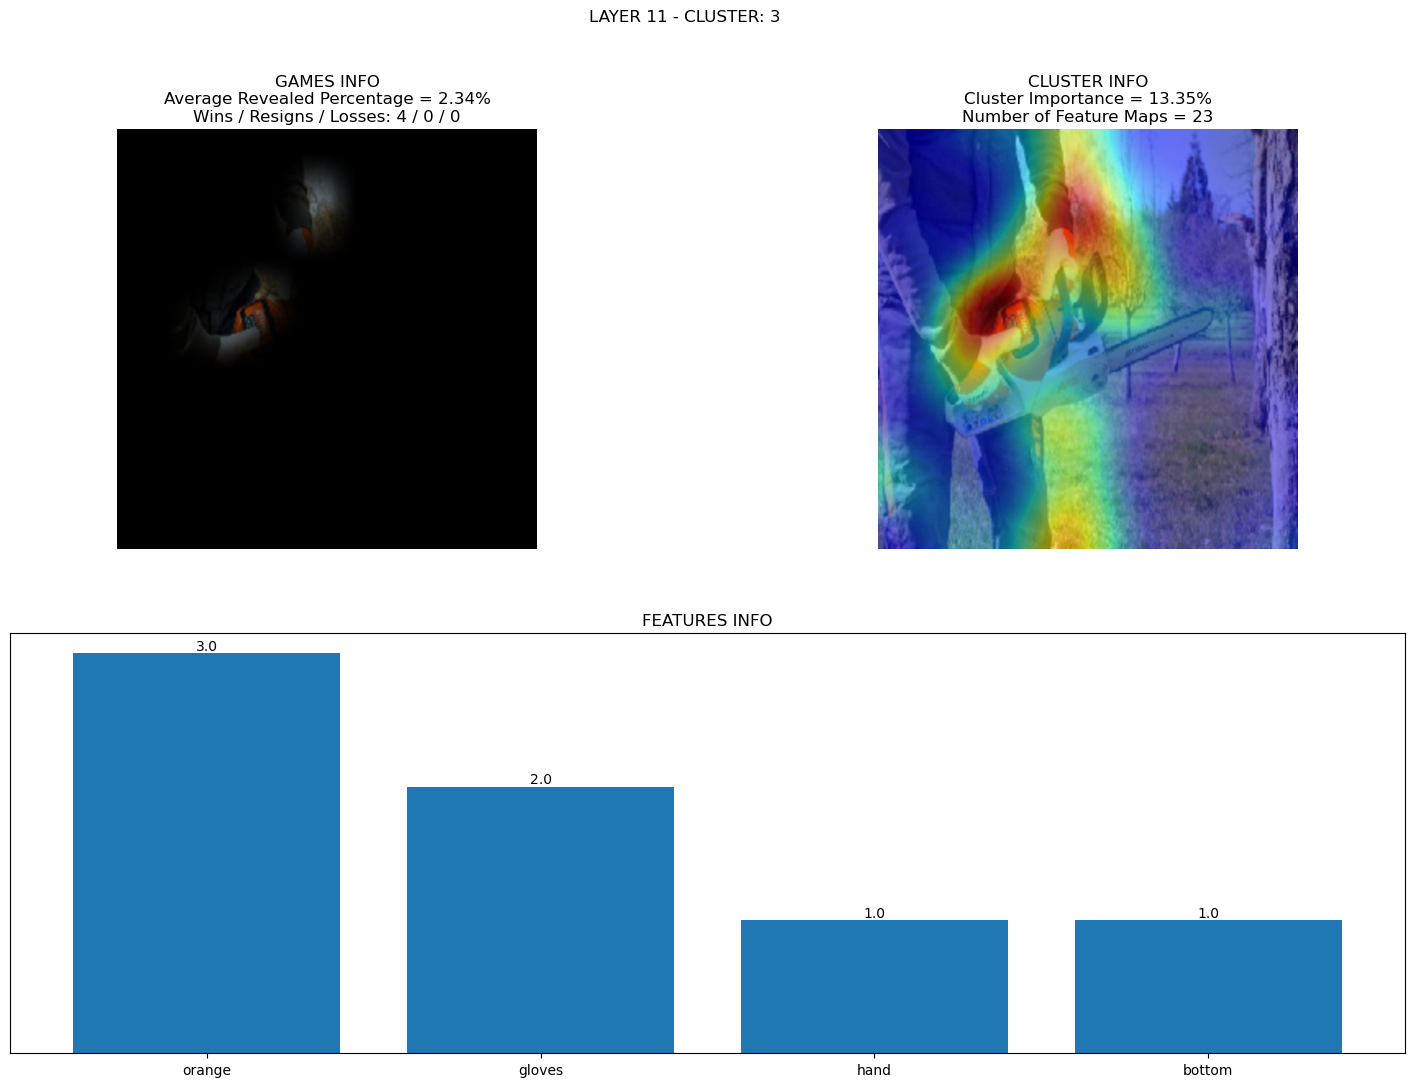 LAYER 11 - CLUSTER: 3
GAMES INFO
Average Revealed Percentage = 2.34%
Wins / Resigns / Losses: 4 / 0 / 0
CLUSTER INFO
Cluster Importance = 13.35%
Number of Feature Maps = 23
FEATURES INFO
3.0
2.0
1.0
1.0
orange
gloves
hand
bottom